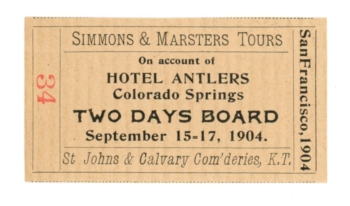 34
SIMMONS & MARSTERS TOURS
On account of
HOTEL ANTLERS
Colorado Springs
TWO DAYS BOARD
September 15-17, 1904.
St Johns & Calvary Com'deries, K.T.
San Francisco, 1904